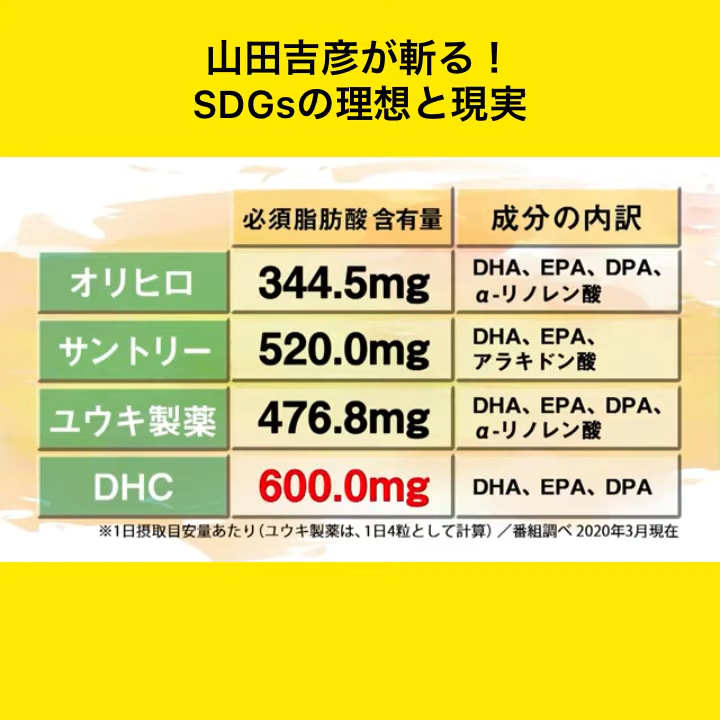 山田吉彦が斬る！
SDGsの理想と現実
必須脂肪酸 含有量 成分の内訳
オリヒロ 344.5mg DHA、EPA、DPA、
α-リノレン酸
サントリー 520.0mg DHA、EPA、
アラキドン酸
ユウキ製薬 476.8mg DHA、EPA、DPA、
α-リノレン酸
DHC 600.0mg DHA、EPA、DPA
※1日摂取目安量あたり（ユウキ製薬は、1日4粒として計算）／番組調べ 2020年3月現在